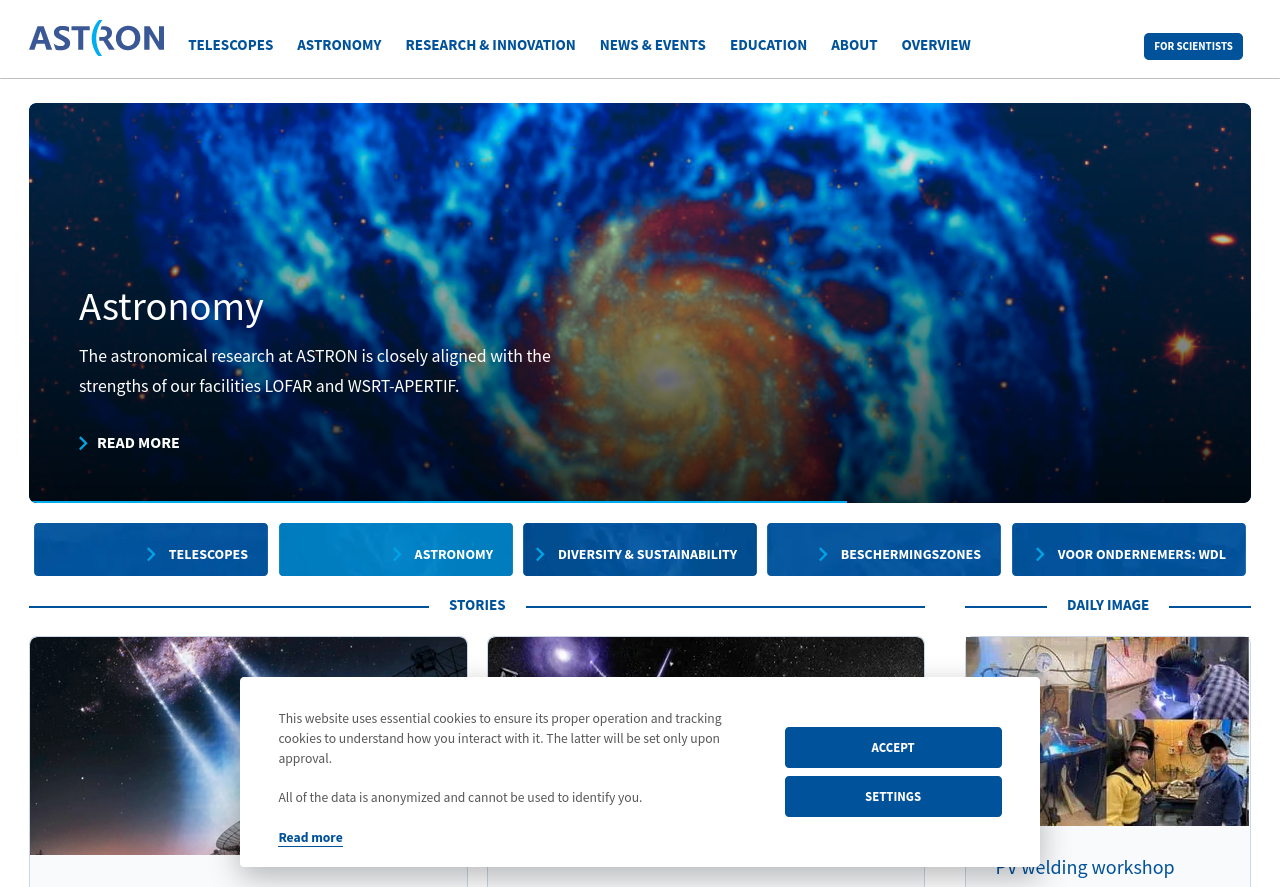 ASTRON
TELESCOPES
ASTRONOMY
RESEARCH & INNOVATION
NEWS & EVENTS
EDUCATION
ABOUT
OVERVIEW
FOR SCIENTISTS
Astronomy
The astronomical research at ASTRON is closely aligned with the
strengths of our facilities LOFAR and WSRT-APERTIF.
READ MORE
TELESCOPES
ASTRONOMY
DIVERSITY & SUSTAINABILITY
BESCHERMINGSZONES
VOOR ONDERNEMERS: WDL
STORIES
DAILY IMAGE
This website uses essential cookies to ensure its proper operation and tracking
cookies to understand how you interact with it. The latter will be set only upon
approval.
All of the data is anonymized and cannot be used to identify you.
Read more
ACCEPT
SETTINGS
PV welding workshop